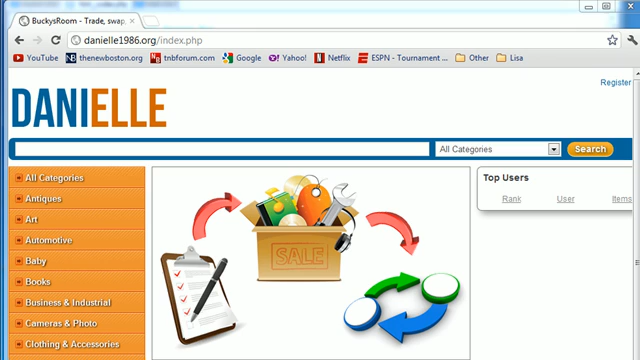 BuckysRoom - Trade, swap,
danielle1986.org/index.php
YouTube thenewboston.org tnbforum.com Google Yahoo! Netflix ESPN - Tournament ... Other Lisa
Register
DANIELLE
All Categories Search
All Categories
Antiques
Art
Automotive
Baby
Books
Business & Industrial
Cameras & Photo
Clothing & Accessories
SALE
Top Users
Rank User Items